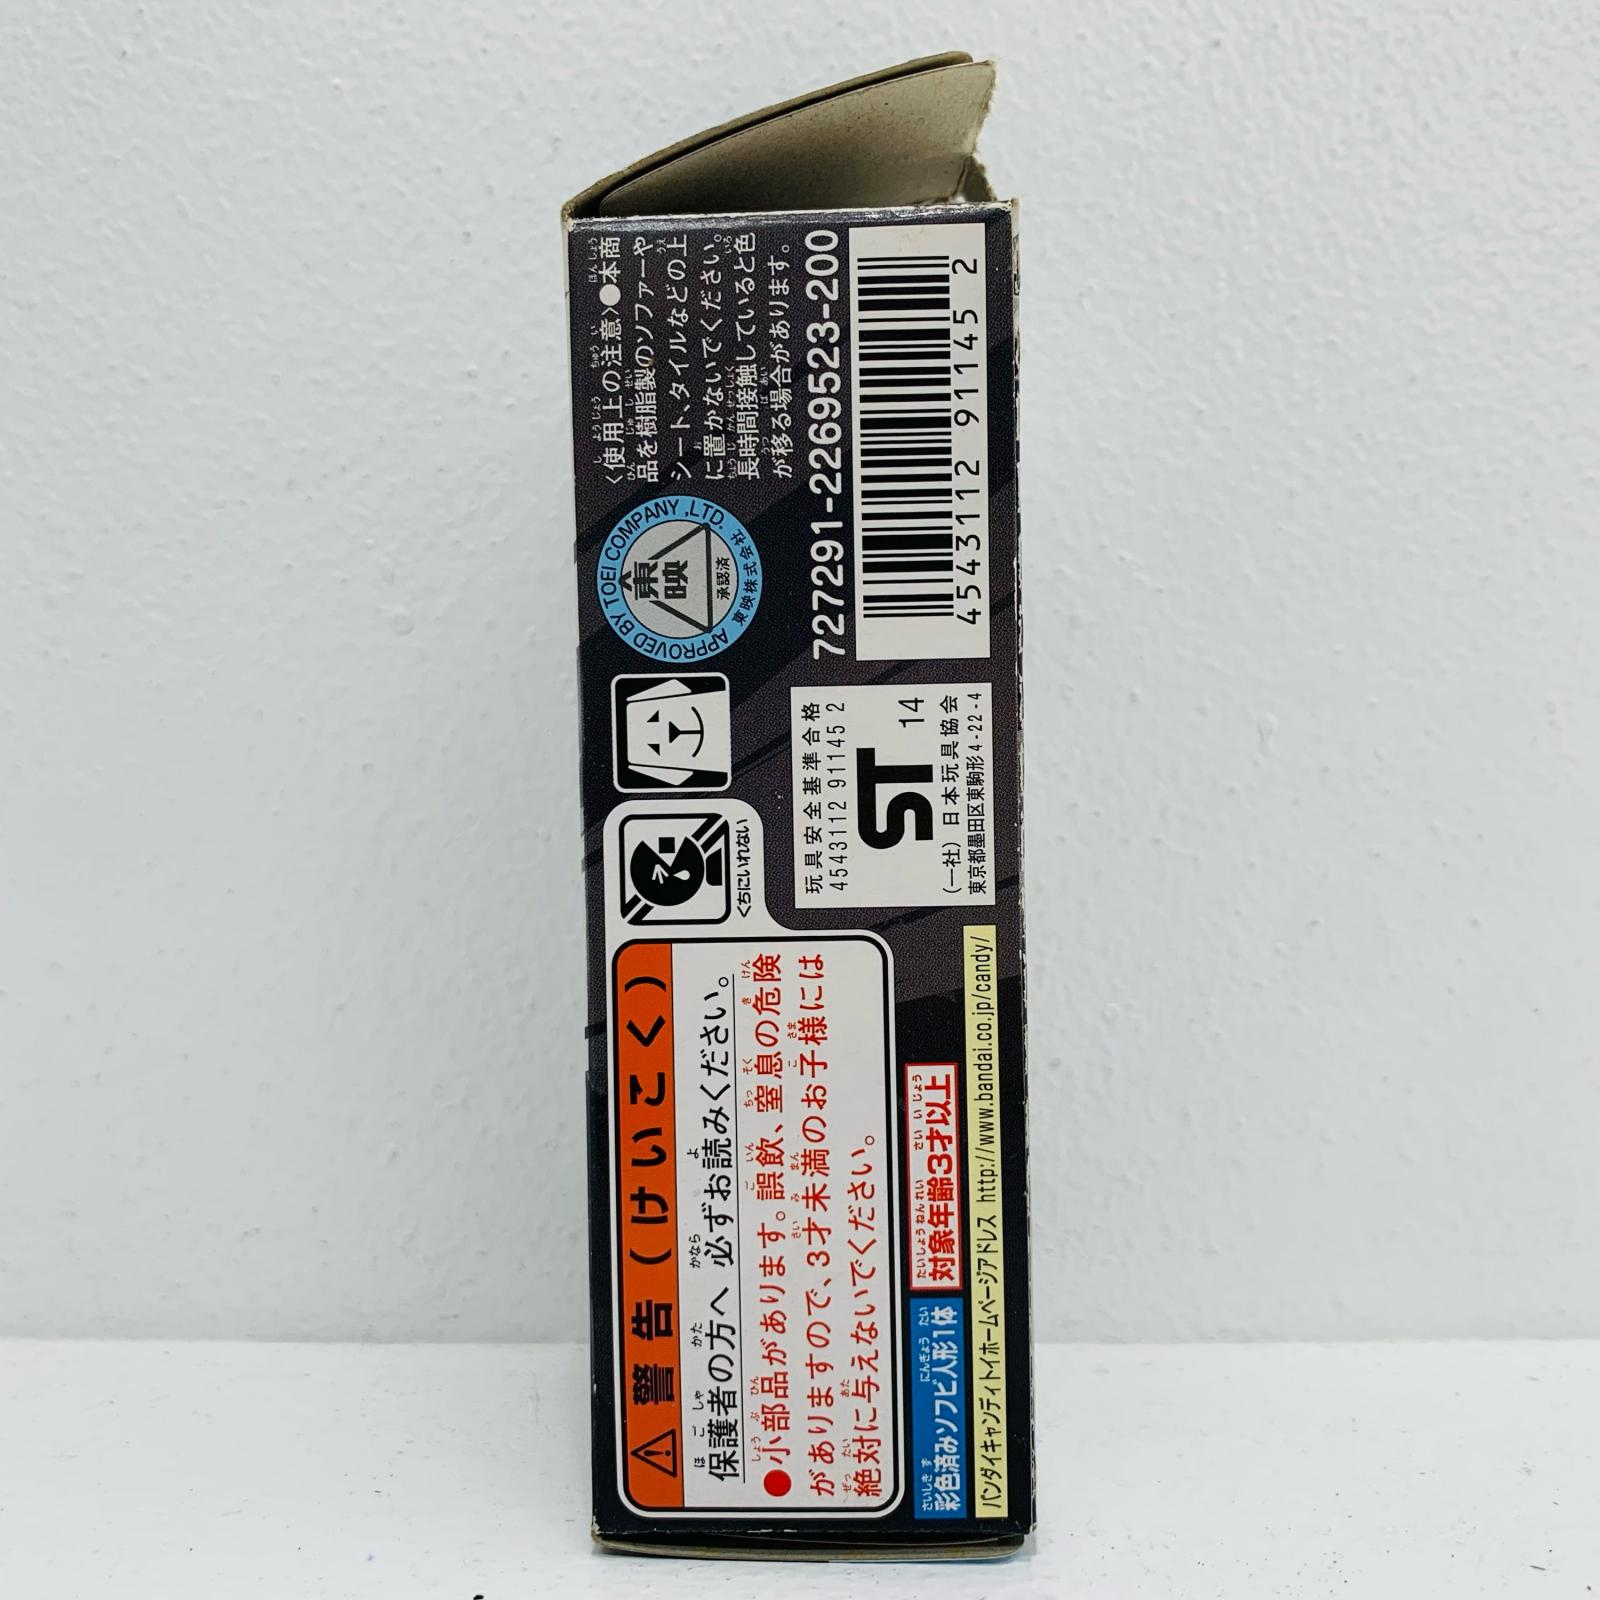 警告(けいこく)
保護者の方へ 必ずお読みください。
●小部品があります。誤飲、窒息の危険
がありますので、3才未満のお子様には
絶対に与えないでください。
彩色済みソフビ人形1体
対象年齢3才以上
バンダイキャンディトイホームページアドレス http://www.bandai.co.jp/candy/
くちにいれない
玩具安全基準合格
4543112 91145 2
ST 14
(一社)日本玩具協会
東京都墨田区東駒形4-22-4
APPROVED BY TOEI COMPANY ,LTD.
東映
承認済
東映株式会社
〈使用上の注意〉●本商
品を樹脂製のソファーや
シート、タイルなどの上
に置かないでください。
長時間接触していると色
が移る場合があります。
727291-2269523-200
4543112 911452